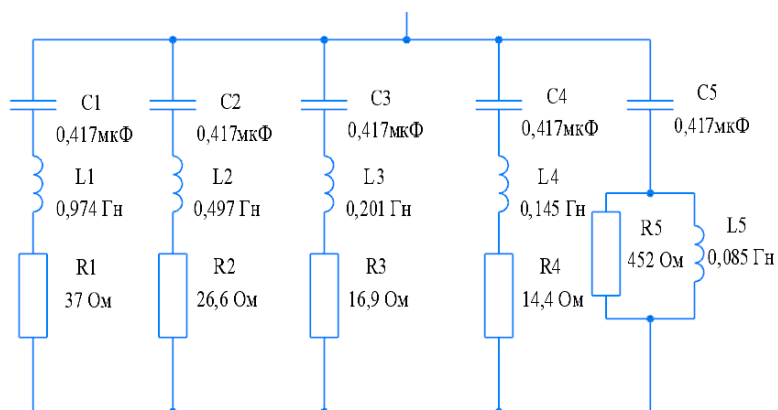 C1
0,417мкФ
L1
0,974 Гн
R1
37 Ом
C2
0,417мкФ
L2
0,497 Гн
R2
26,6 Ом
C3
0,417мкФ
L3
0,201 Гн
R3
16,9 Ом
C4
0,417мкФ
L4
0,145 Гн
R4
14,4 Ом
C5
0,417мкФ
R5
452 Ом
L5
0,085 Гн